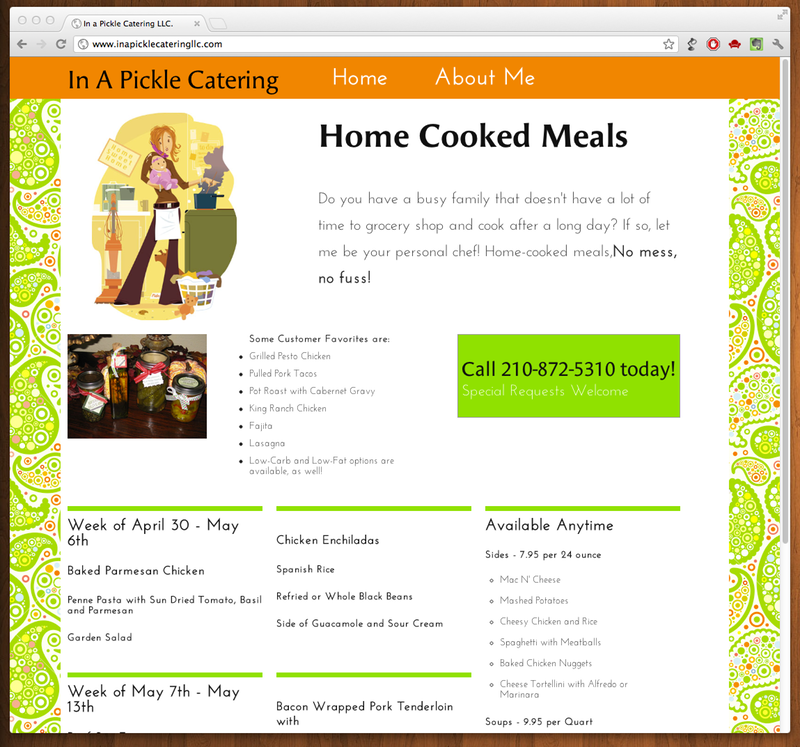 In a Pickle Catering LLC.
www.inapicklecateringllc.com
In A Pickle Catering
Home
About Me
Home Cooked Meals
Do you have a busy family that doesn't have a lot of
time to grocery shop and cook after a long day? If so, let
me be your personal chef! Home-cooked meals,No mess,
no fuss!
Some Customer Favorites are:
Grilled Pesto Chicken
Pulled Pork Tacos
Pot Roast with Cabernet Gravy
King Ranch Chicken
Fajita
Lasagna
Low-Carb and Low-Fat options are
available, as well!
Call 210-872-5310 today!
Special Requests Welcome
Week of April 30 - May
6th
Baked Parmesan Chicken
Penne Pasta with Sun Dried Tomato, Basil
and Parmesan
Garden Salad
Chicken Enchiladas
Spanish Rice
Refried or Whole Black Beans
Side of Guacamole and Sour Cream
Available Anytime
Sides - 7.95 per 24 ounce
Mac N' Cheese
Mashed Potatoes
Cheesy Chicken and Rice
Spaghetti with Meatballs
Baked Chicken Nuggets
Cheese Tortellini with Alfredo or
Marinara
Soups - 9.95 per Quart
Week of May 7th - May
13th
Bacon Wrapped Pork Tenderloin
with